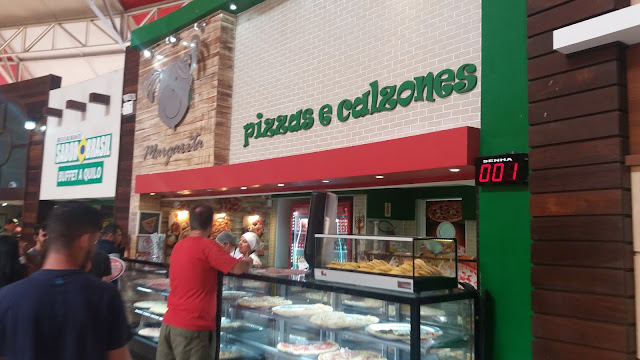 SABOR BRASIL
BUFFET A QUILO
Margarita
pizzas e calzones
SENHA
001